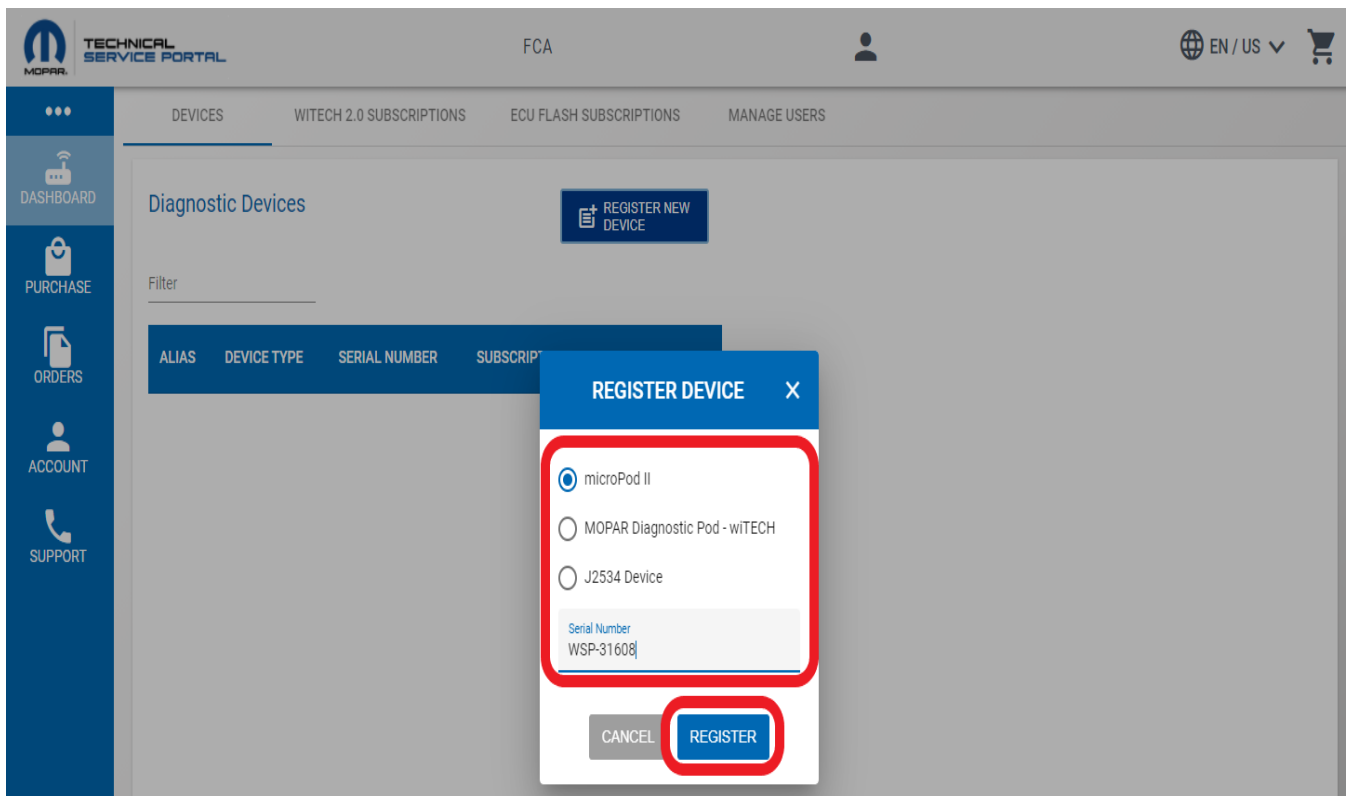 MOPAR.
TECHNICAL
SERVICE PORTAL
FCA
EN / US
DEVICES
WITECH 2.0 SUBSCRIPTIONS
ECU FLASH SUBSCRIPTIONS
MANAGE USERS
DASHBOARD
PURCHASE
ORDERS
ACCOUNT
SUPPORT
Diagnostic Devices
REGISTER NEW
DEVICE
Filter
ALIAS
DEVICE TYPE
SERIAL NUMBER
SUBSCRIPT
REGISTER DEVICE X
microPod II
MOPAR Diagnostic Pod - wiTECH
J2534 Device
Serial Number
WSP-31608
CANCEL
REGISTER